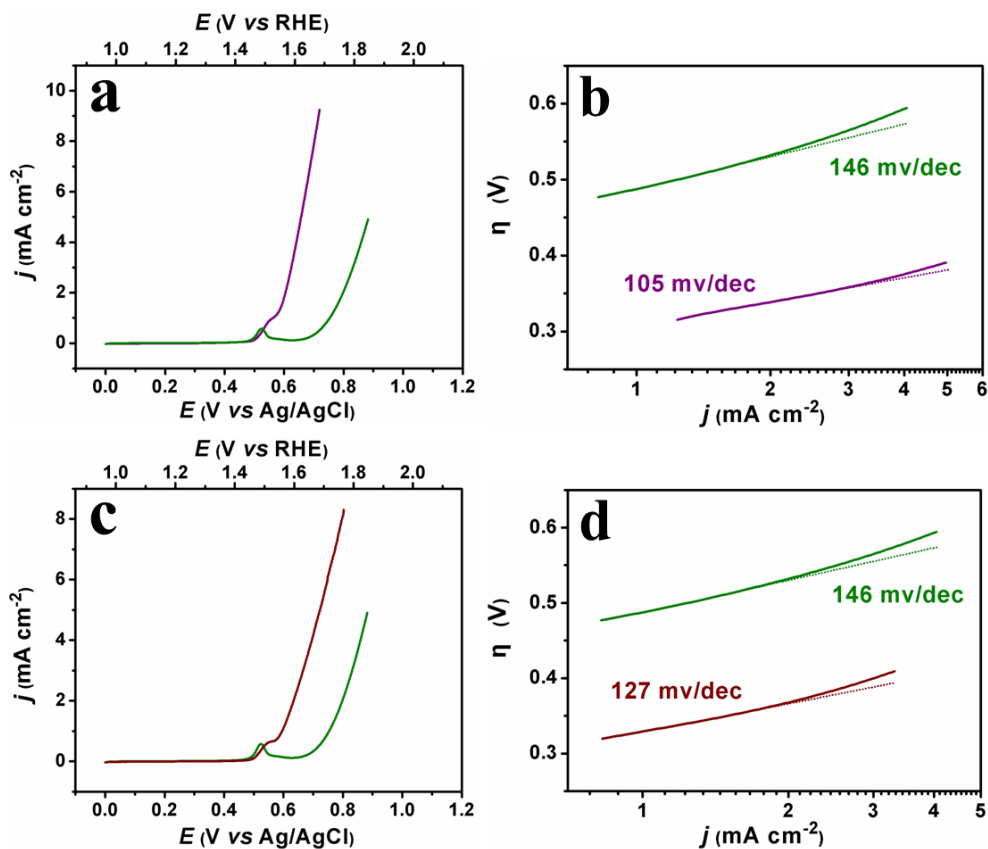 E (V vs RHE)
1.0 1.2 1.4 1.6 1.8 2.0
a
10
8
6
4
2
0
j (mA cm-2)
0.0 0.2 0.4 0.6 0.8 1.0 1.2
E (V vs Ag/AgCl)
b
0.6
0.5
0.4
0.3
η (V)
146 mv/dec
105 mv/dec
1 2 3 4 5 6
j (mA cm-2)
E (V vs RHE)
1.0 1.2 1.4 1.6 1.8 2.0
c
8
6
4
2
0
j (mA cm-2)
0.0 0.2 0.4 0.6 0.8 1.0 1.2
E (V vs Ag/AgCl)
d
0.6
0.5
0.4
0.3
η (V)
146 mv/dec
127 mv/dec
1 2 3 4 5
j (mA cm-2)